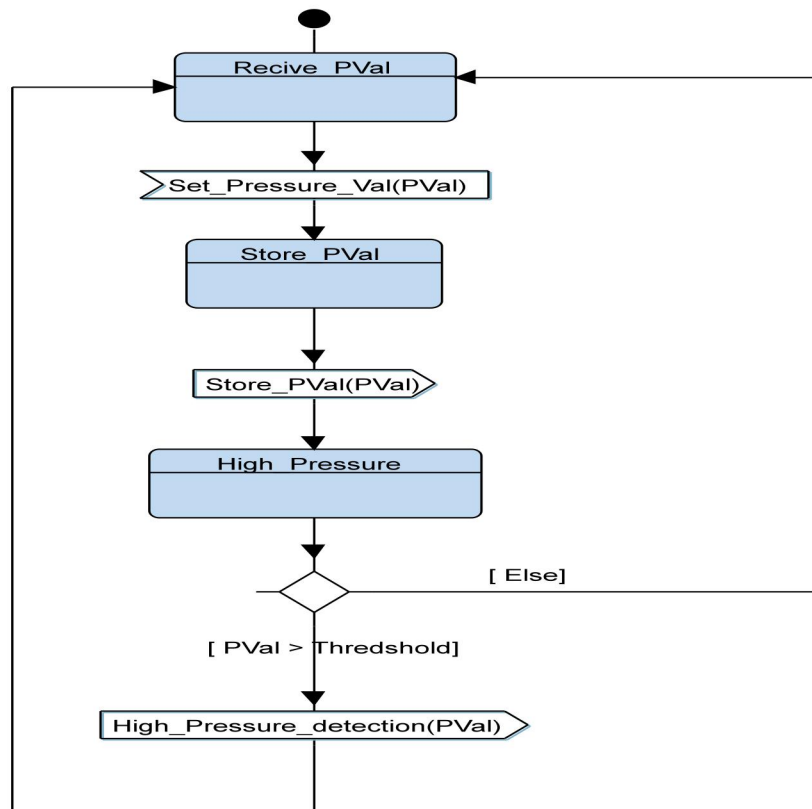 Recive_PVal
Set_Pressure_Val(PVal)
Store_PVal
Store_PVal(PVal)
High_Pressure
[ Else]
[ PVal > Thredshold]
High_Pressure_detection(PVal)